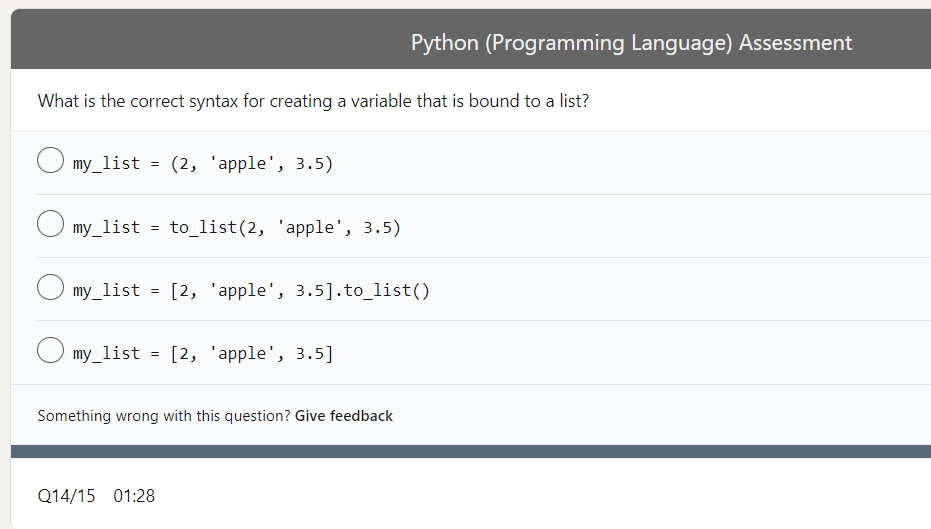 Python (Programming Language) Assessment
What is the correct syntax for creating a variable that is bound to a list?
my_list = (2, 'apple', 3.5)
my_list = to_list(2, 'apple', 3.5)
my_list = [2, 'apple', 3.5].to_list()
my_list = [2, 'apple', 3.5]
Something wrong with this question? Give feedback
Q14/15 01:28